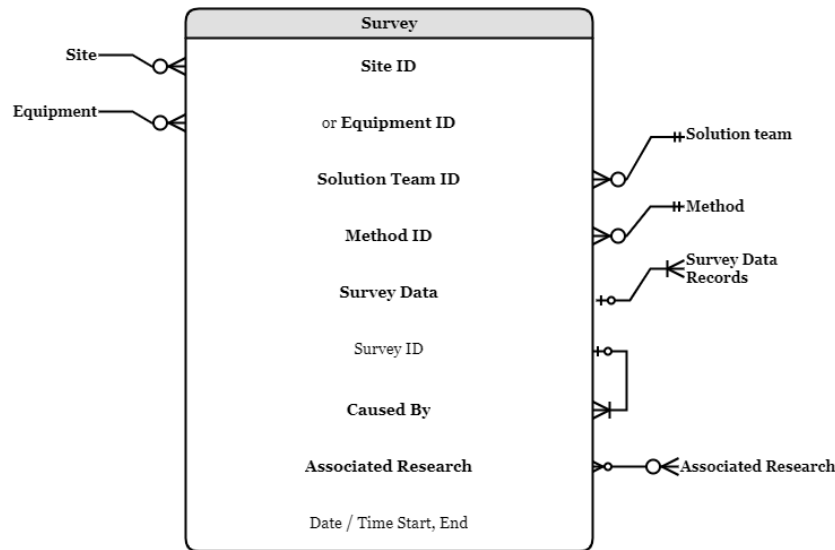 Survey
Site
Site ID
Equipment
or Equipment ID
Solution team
Solution Team ID
Method ID
Method
Survey Data
Survey Data
Records
Survey ID
Caused By
Associated Research
Associated Research
Date / Time Start, End